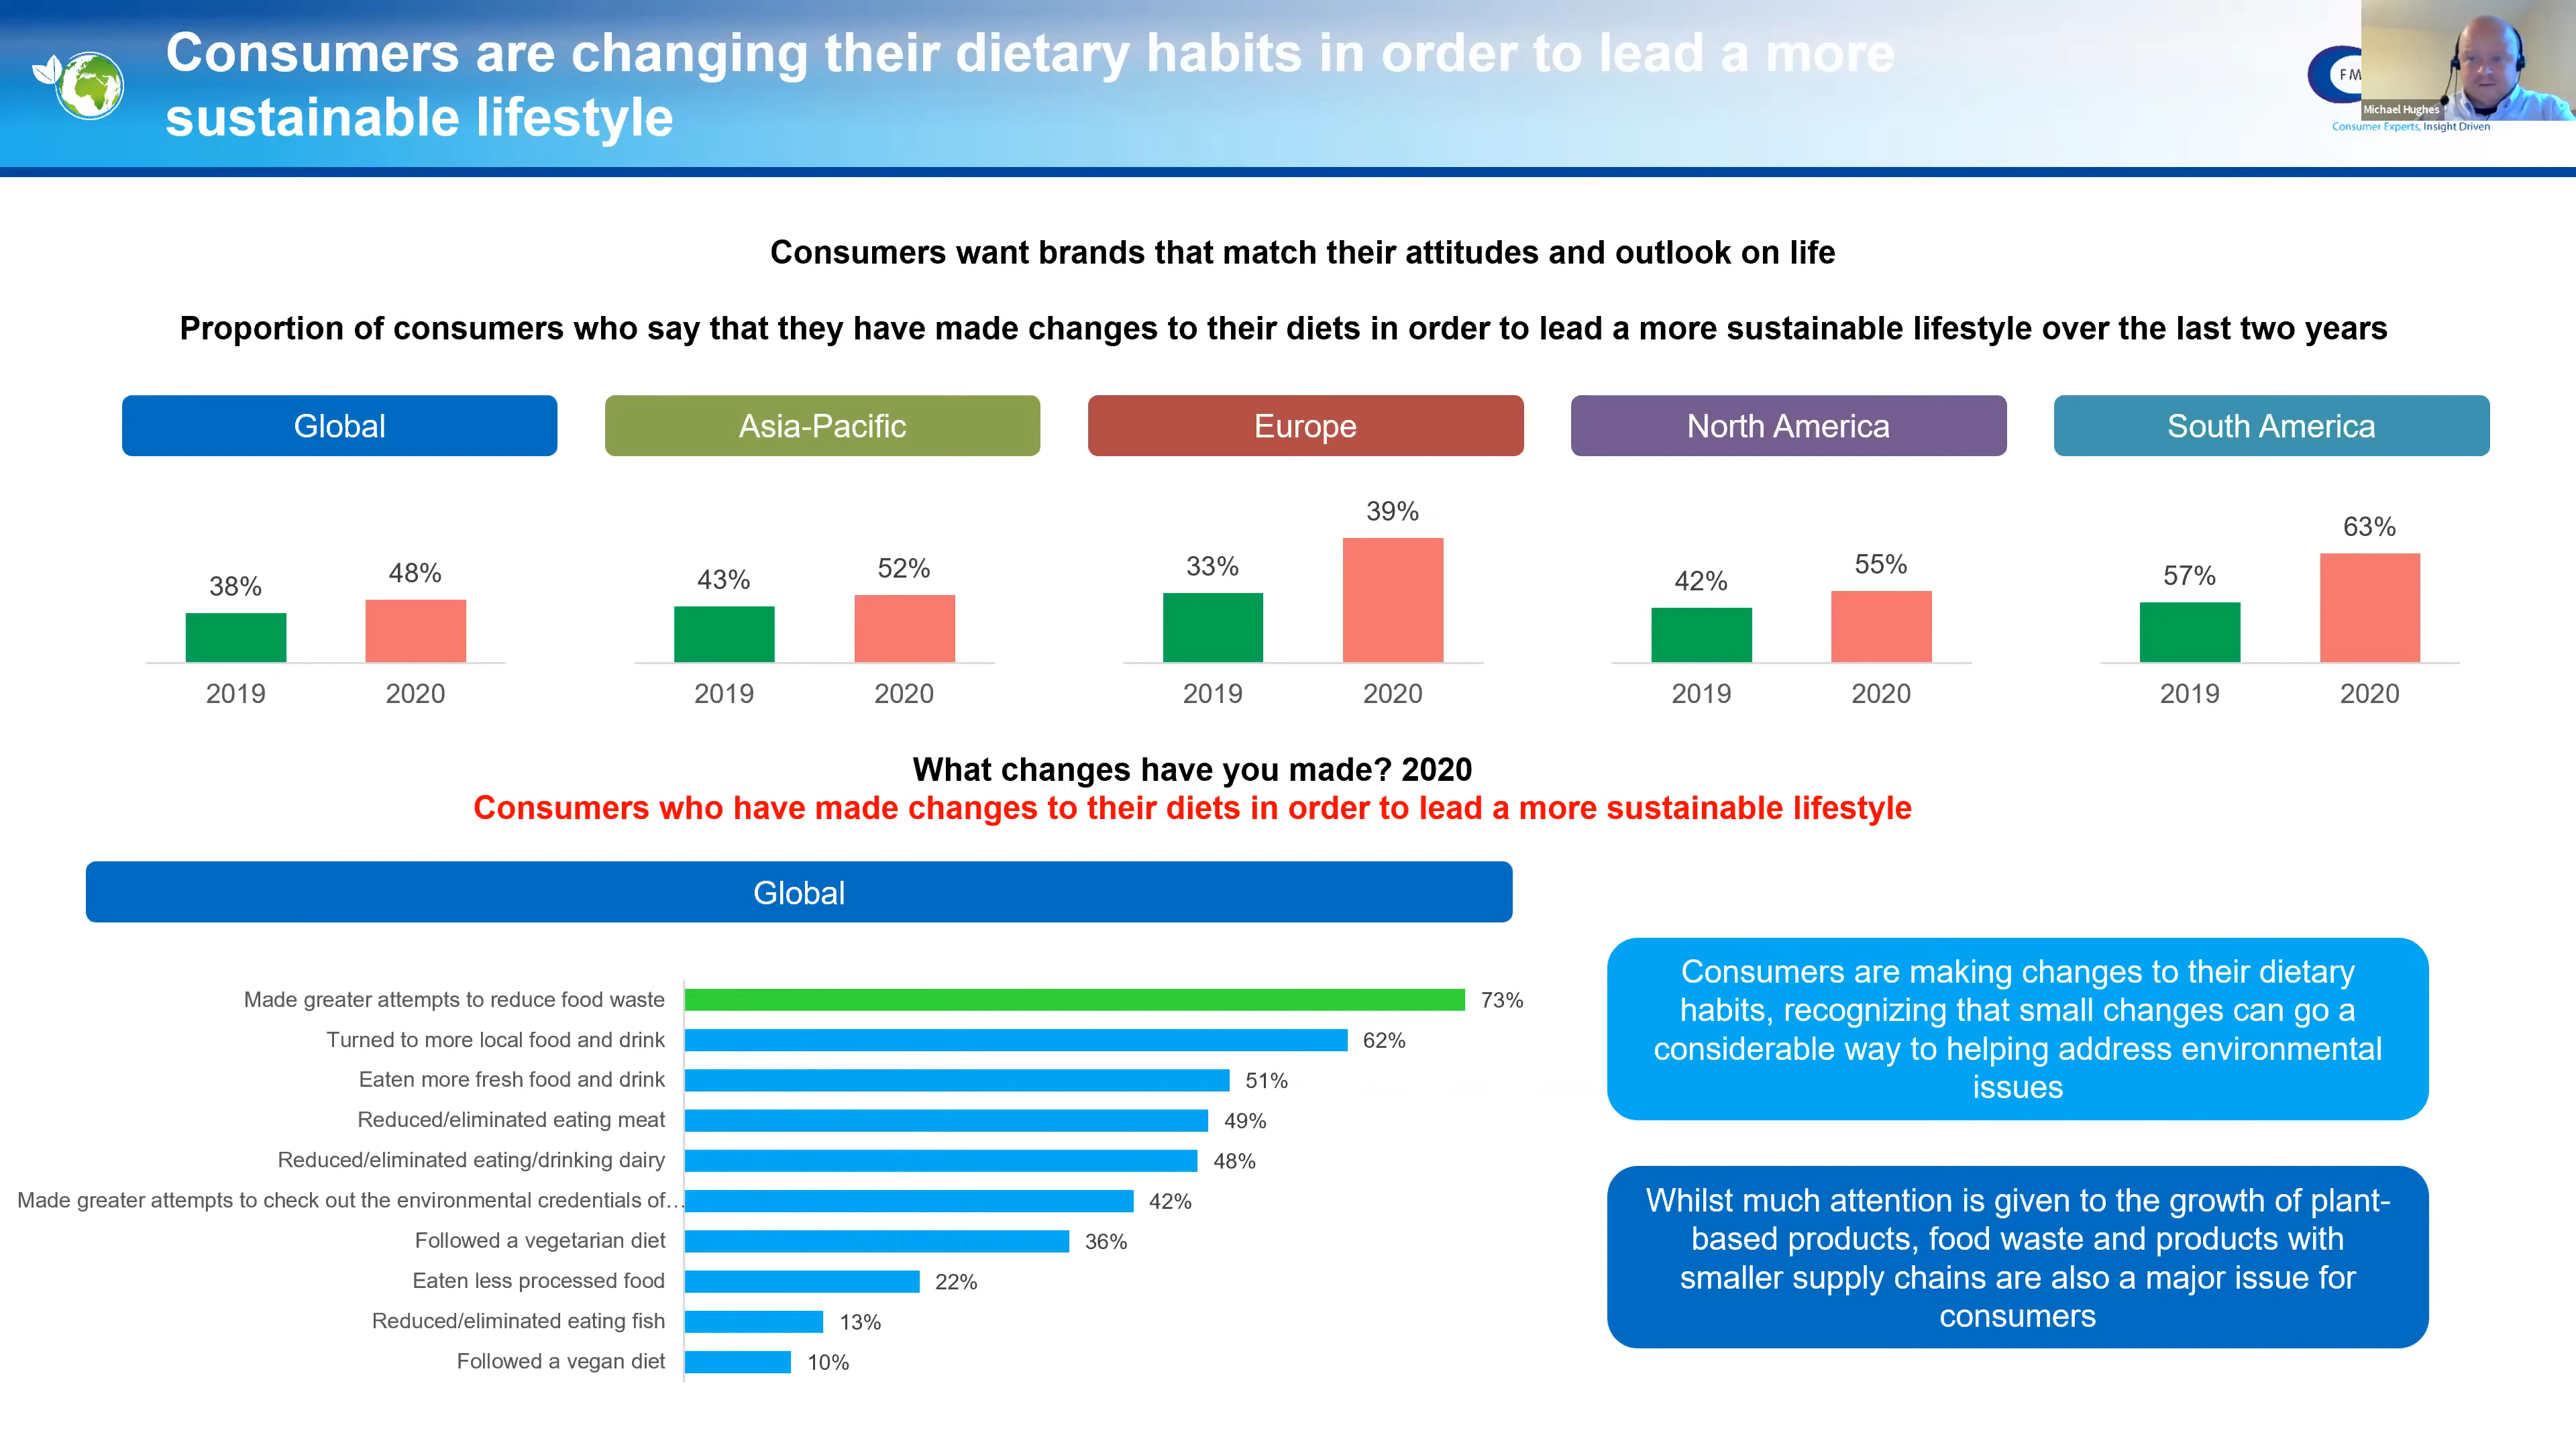 Consumers are changing their dietary habits in order to lead a more
sustainable lifestyle
FM
Michael Hughes
Consumer Experts, Insight Driven
Consumers want brands that match their attitudes and outlook on life
Proportion of consumers who say that they have made changes to their diets in order to lead a more sustainable lifestyle over the last two years
Global
Asia-Pacific
Europe
North America
South America
38%
48%
2019
2020
43%
52%
2019
2020
33%
39%
2019
2020
42%
55%
2019
2020
57%
63%
2019
2020
What changes have you made? 2020
Consumers who have made changes to their diets in order to lead a more sustainable lifestyle
Global
Made greater attempts to reduce food waste 73%
Turned to more local food and drink 62%
Eaten more fresh food and drink 51%
Reduced/eliminated eating meat 49%
Reduced/eliminated eating/drinking dairy 48%
Made greater attempts to check out the environmental credentials of… 42%
Followed a vegetarian diet 36%
Eaten less processed food 22%
Reduced/eliminated eating fish 13%
Followed a vegan diet 10%
Consumers are making changes to their dietary
habits, recognizing that small changes can go a
considerable way to helping address environmental
issues
Whilst much attention is given to the growth of plant-
based products, food waste and products with
smaller supply chains are also a major issue for
consumers